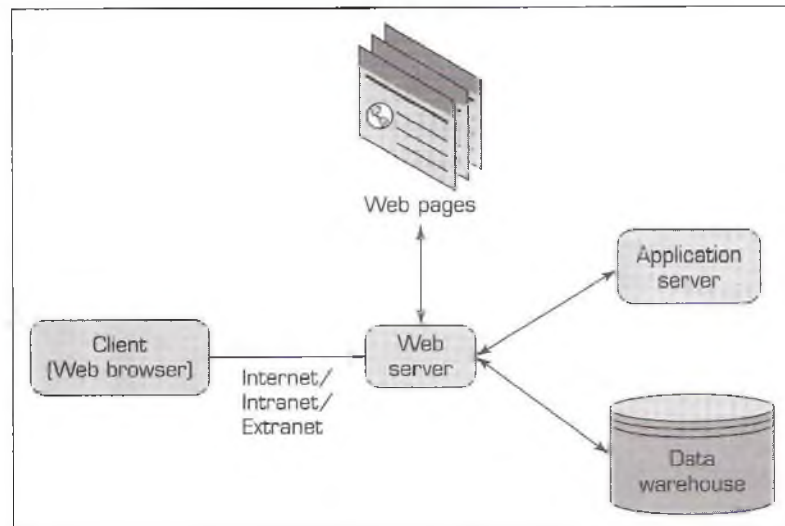 Web pages
Application
server
Client
(Web browser)
Web
server
Internet/
Intranet/
Extranet
Data
warehouse